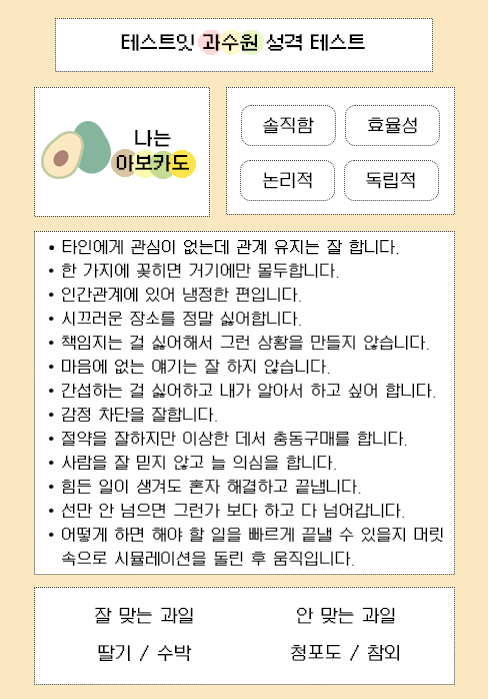 테스트잇 과수원 성격 테스트
나는
아보카도
솔직함 효율성
논리적 독립적
• 타인에게 관심이 없는데 관계 유지는 잘 합니다.
• 한 가지에 꽂히면 거기에만 몰두합니다.
• 인간관계에 있어 냉정한 편입니다.
• 시끄러운 장소를 정말 싫어합니다.
• 책임지는 걸 싫어해서 그런 상황을 만들지 않습니다.
• 마음에 없는 얘기는 잘 하지 않습니다.
• 간섭하는 걸 싫어하고 내가 알아서 하고 싶어 합니다.
• 감정 차단을 잘합니다.
• 절약을 잘하지만 이상한 데서 충동구매를 합니다.
• 사람을 잘 믿지 않고 늘 의심을 합니다.
• 힘든 일이 생겨도 혼자 해결하고 끝냅니다.
• 선만 안 넘으면 그런가 보다 하고 다 넘어갑니다.
• 어떻게 하면 해야 할 일을 빠르게 끝낼 수 있을지 머릿
속으로 시뮬레이션을 돌린 후 움직입니다.
잘 맞는 과일 안 맞는 과일
딸기 / 수박 청포도 / 참외